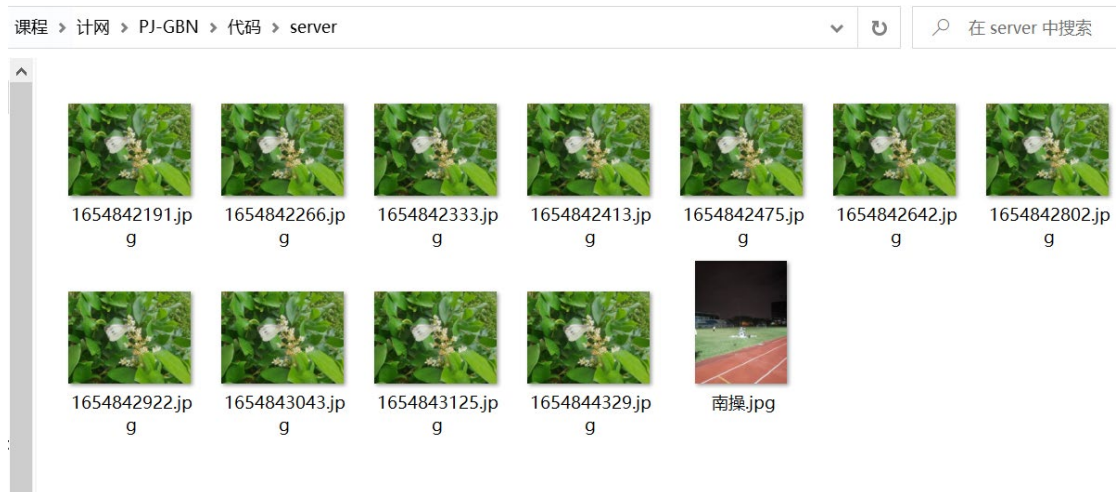 课程 > 计网 > PJ-GBN > 代码 > server
在 server 中搜索
1654842191.jp
g
1654842266.jp
g
1654842333.jp
g
1654842413.jp
g
1654842475.jp
g
1654842642.jp
g
1654842802.jp
g
1654842922.jp
g
1654843043.jp
g
1654843125.jp
g
1654844329.jp
g
南操.jpg